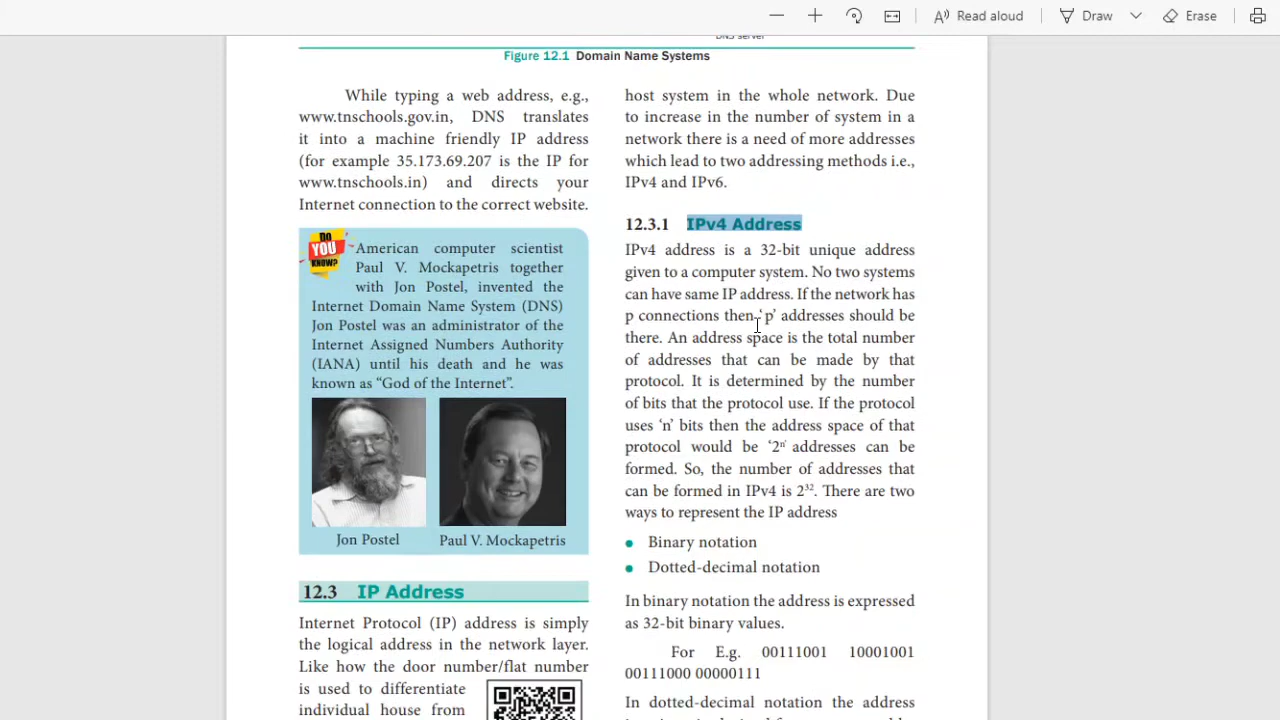 Read aloud
Draw
Erase
DNS server
Figure 12.1 Domain Name Systems
While typing a web address, e.g.,
www.tnschools.gov.in, DNS translates
it into a machine friendly IP address
(for example 35.173.69.207 is the IP for
www.tnschools.in) and directs your
Internet connection to the correct website.
DO
YOU
KNOW?
American computer scientist
Paul V. Mockapetris together
with Jon Postel, invented the
Internet Domain Name System (DNS)
Jon Postel was an administrator of the
Internet Assigned Numbers Authority
(IANA) until his death and he was
known as “God of the Internet”.
Jon Postel
Paul V. Mockapetris
12.3 IP Address
Internet Protocol (IP) address is simply
the logical address in the network layer.
Like how the door number/flat number
is used to differentiate
individual house from
host system in the whole network. Due
to increase in the number of system in a
network there is a need of more addresses
which lead to two addressing methods i.e.,
IPv4 and IPv6.
12.3.1 IPv4 Address
IPv4 address is a 32-bit unique address
given to a computer system. No two systems
can have same IP address. If the network has
p connections then ‘p’ addresses should be
there. An address space is the total number
of addresses that can be made by that
protocol. It is determined by the number
of bits that the protocol use. If the protocol
uses ‘n’ bits then the address space of that
protocol would be ‘2ⁿ’ addresses can be
formed. So, the number of addresses that
can be formed in IPv4 is 2³². There are two
ways to represent the IP address
● Binary notation
● Dotted-decimal notation
In binary notation the address is expressed
as 32-bit binary values.
For E.g. 00111001 10001001
00111000 00000111
In dotted-decimal notation the address